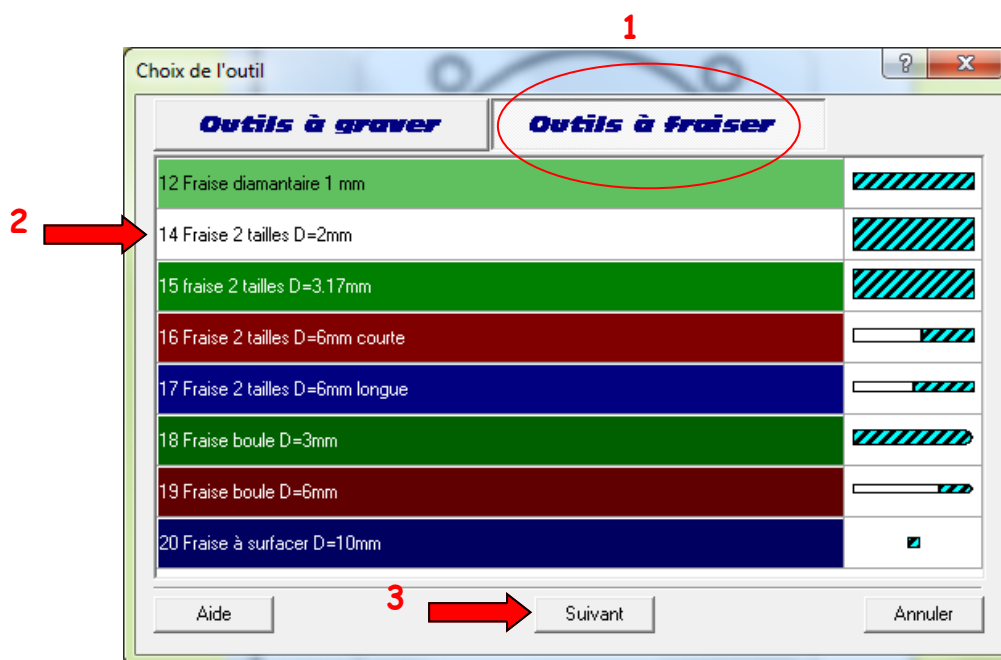 1
Choix de l'outil
Outils à graver Outils à fraiser
12 Fraise diamantaire 1 mm
2
14 Fraise 2 tailles D=2mm
15 fraise 2 tailles D=3.17mm
16 Fraise 2 tailles D=6mm courte
17 Fraise 2 tailles D=6mm longue
18 Fraise boule D=3mm
19 Fraise boule D=6mm
20 Fraise à surfacer D=10mm
3
Aide Suivant Annuler